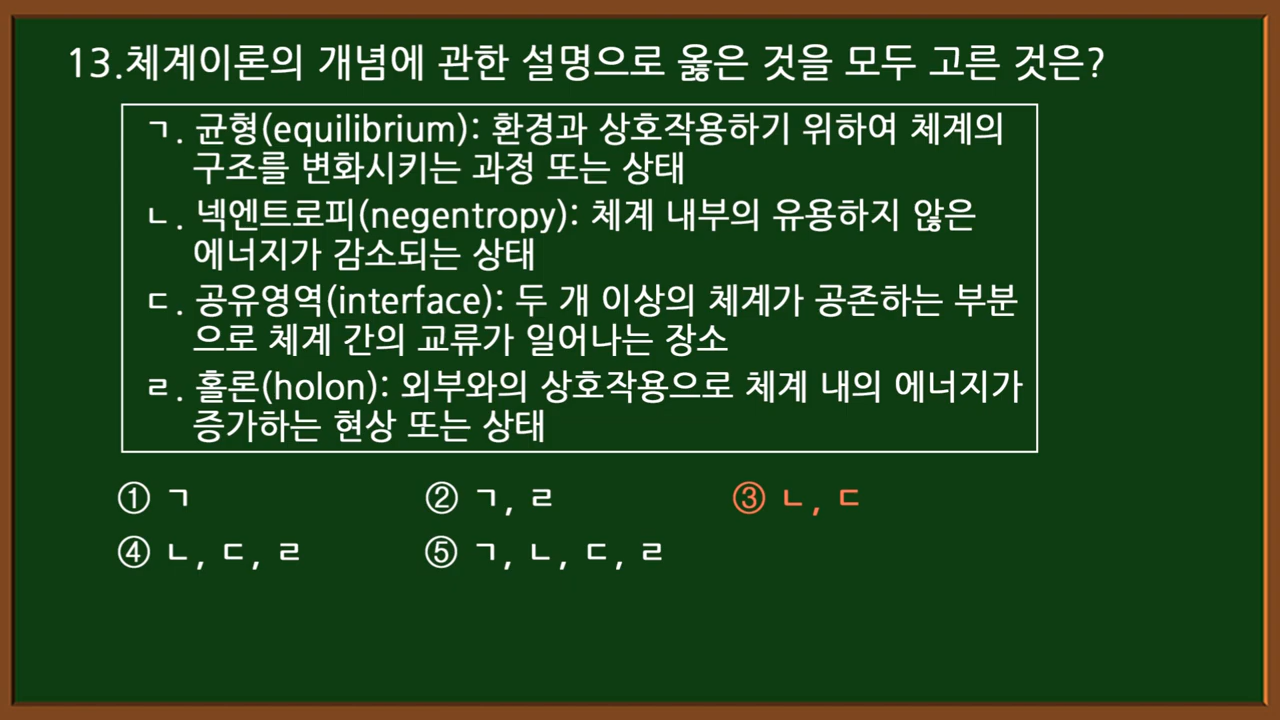 13.체계이론의 개념에 관한 설명으로 옳은 것을 모두 고른 것은?
ㄱ. 균형(equilibrium): 환경과 상호작용하기 위하여 체계의
구조를 변화시키는 과정 또는 상태
ㄴ. 넥엔트로피(negentropy): 체계 내부의 유용하지 않은
에너지가 감소되는 상태
ㄷ. 공유영역(interface): 두 개 이상의 체계가 공존하는 부분
으로 체계 간의 교류가 일어나는 장소
ㄹ. 홀론(holon): 외부와의 상호작용으로 체계 내의 에너지가
증가하는 현상 또는 상태
① ㄱ ② ㄱ, ㄹ ③ ㄴ, ㄷ
④ ㄴ, ㄷ, ㄹ ⑤ ㄱ, ㄴ, ㄷ, ㄹ